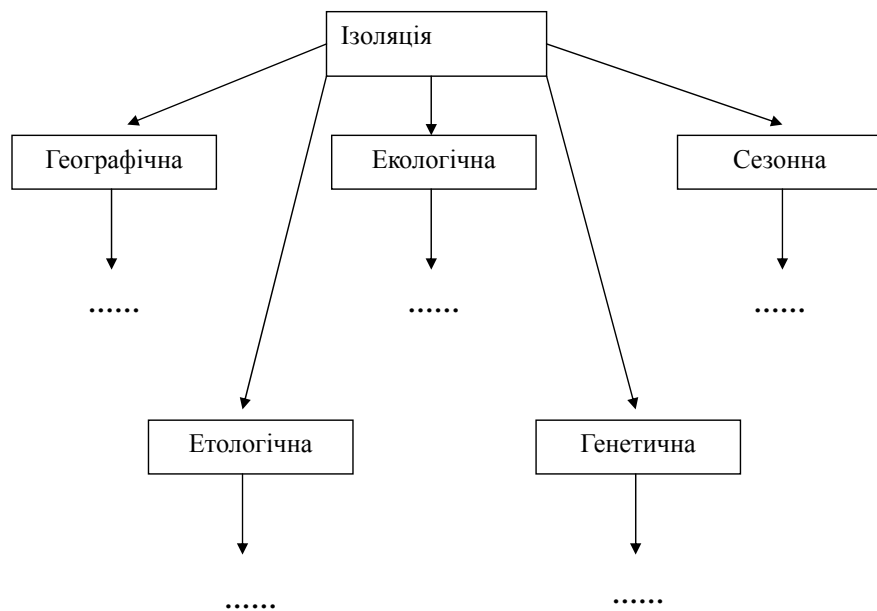 Ізоляція
Географічна
Екологічна
Сезонна
......
......
......
Етологічна
Генетична
......
......